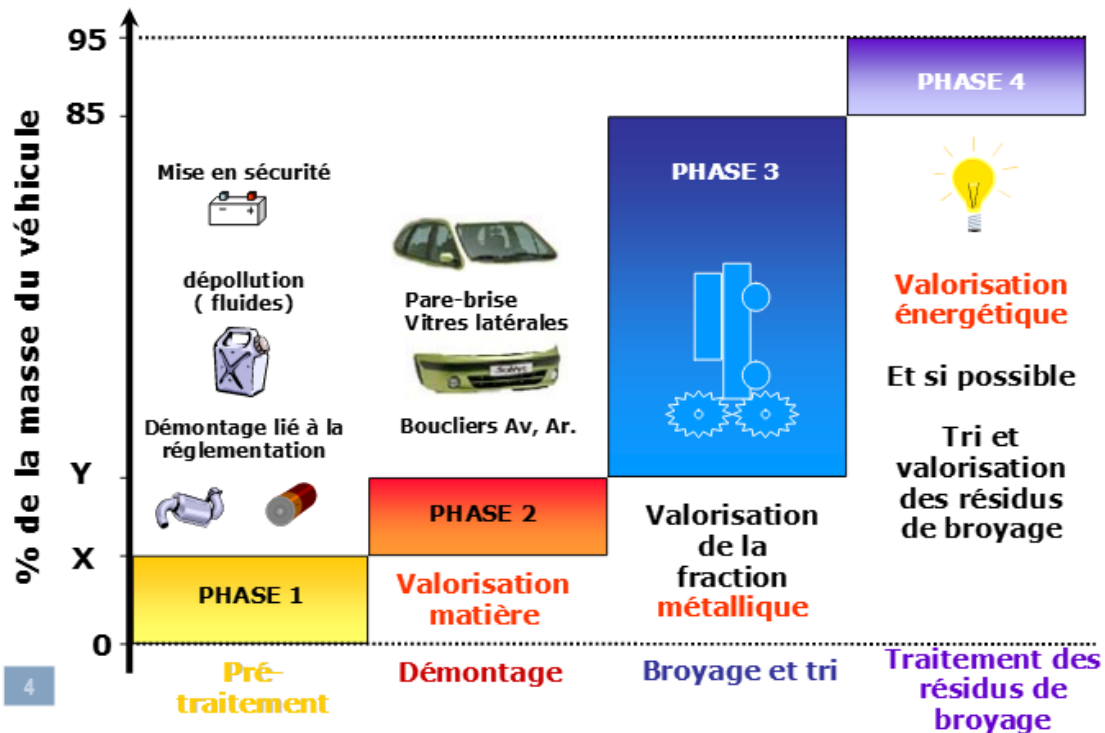 % de la masse du véhicule
95
85
Y
X
0
Mise en sécurité
- +
dépollution
( fluides)
Démontage lié à la
réglementation
PHASE 1
Pré-
traitement
Pare-brise
Vitres latérales
Boucliers Av, Ar.
PHASE 2
Valorisation
matière
Démontage
PHASE 3
Valorisation
de la
fraction
métallique
Broyage et tri
PHASE 4
Valorisation
énergétique
Et si possible
Tri et
valorisation
des résidus
de broyage
Traitement des
résidus de
broyage
4